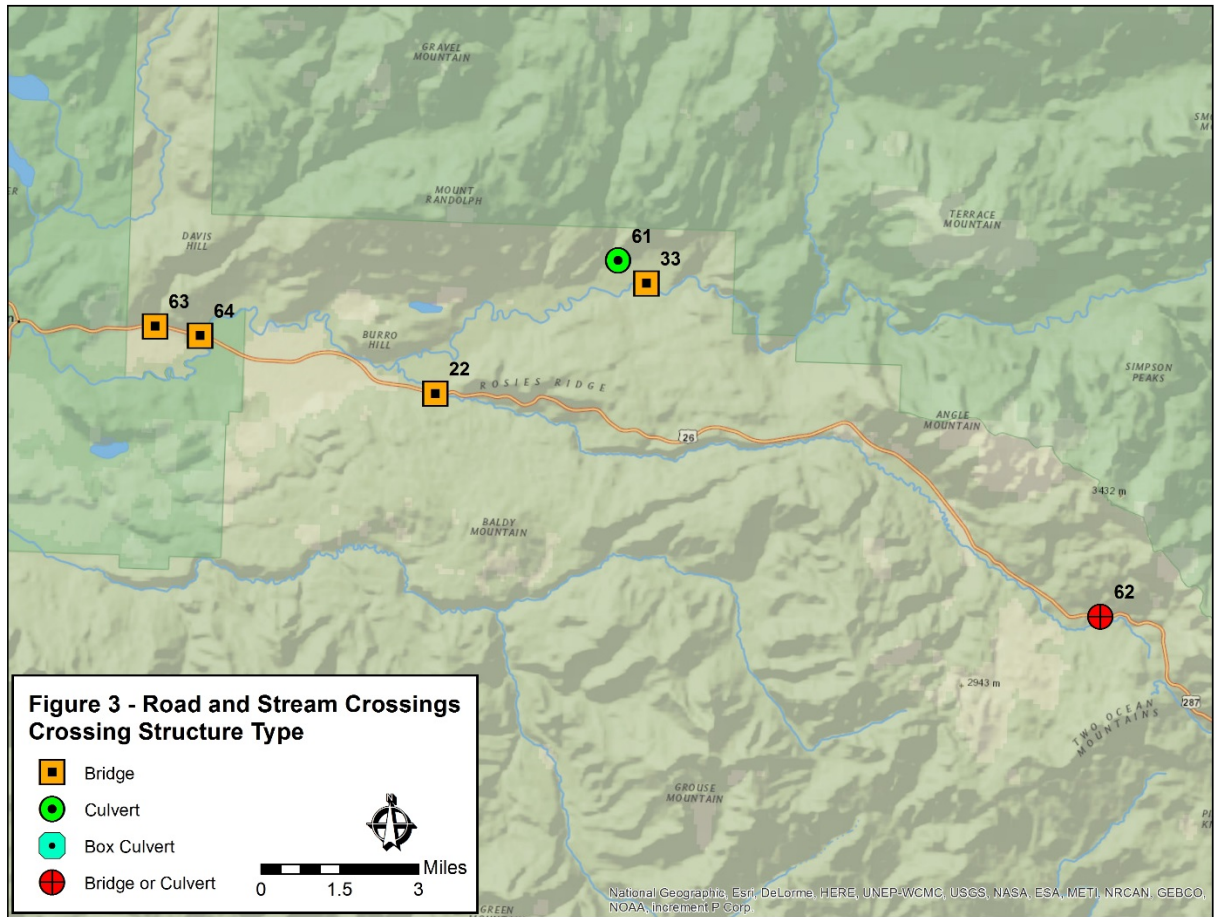 GRAVEL
MOUNTAIN
MOUNT
RANDOLPH
DAVIS
HILL
TERRACE
MOUNTAIN
61
33
63
64
BURRO
HILL
22
ROSIES RIDGE
SIMPSON
PEAKS
26
ANGLE
MOUNTAIN
3432 m
BALDY
MOUNTAIN
62
2943 m
287
TWO OCEAN
MOUNTAINS
GROUSE
MOUNTAIN
GREEN
MOUNTAIN
Figure 3 - Road and Stream Crossings
Crossing Structure Type
Bridge
Culvert
Box Culvert
Bridge or Culvert
N
Miles
0 1.5 3
National Geographic, Esri, DeLorme, HERE, UNEP-WCMC, USGS, NASA, ESA, METI, NRCAN, GEBCO,
NOAA, increment P Corp.